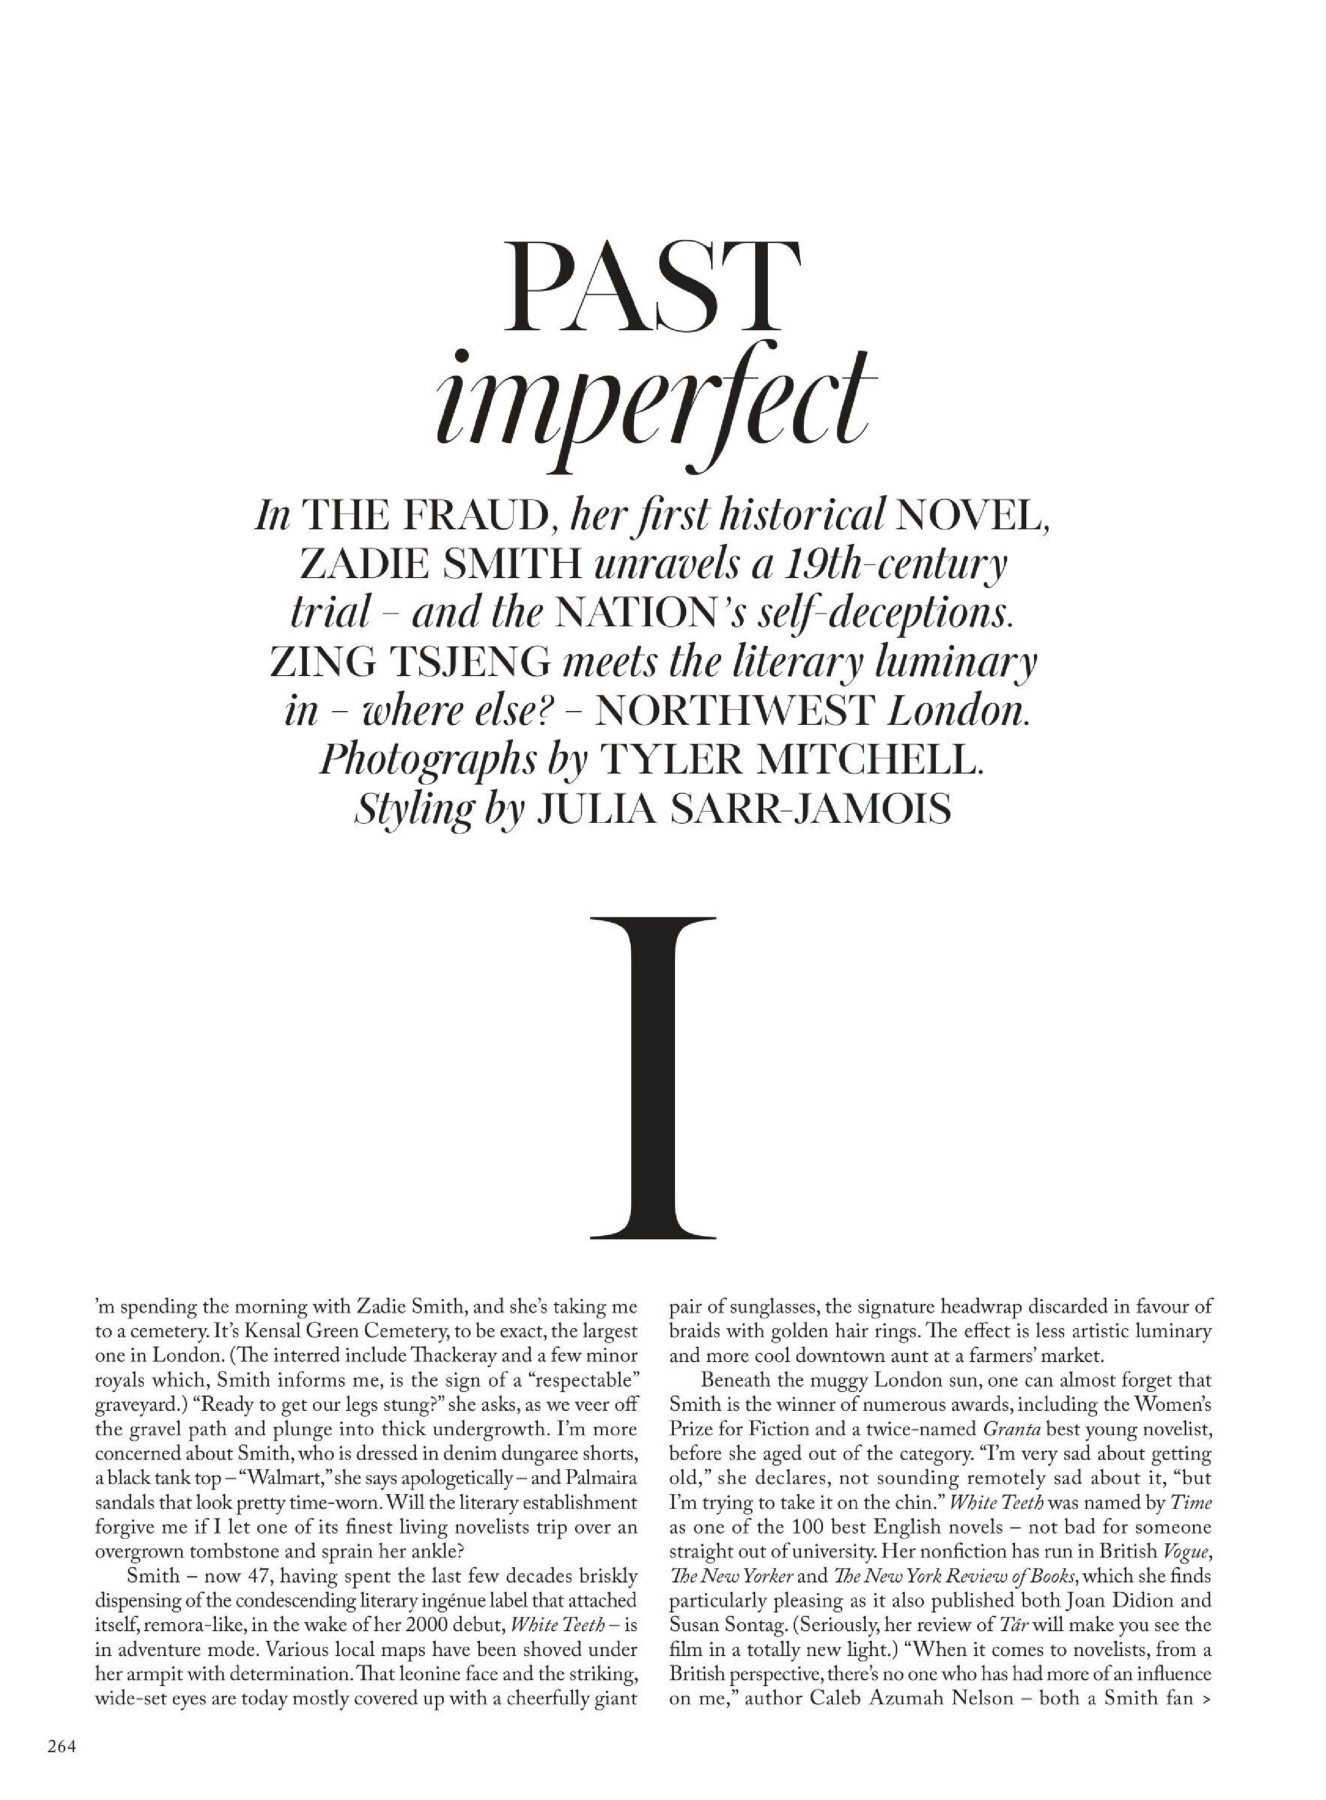 PAST
imperfect
In THE FRAUD, her first historical NOVEL,
ZADIE SMITH unravels a 19th-century
trial – and the NATION's self-deceptions.
ZING TSJENG meets the literary luminary
in – where else? – NORTHWEST London.
Photographs by TYLER MITCHELL.
Styling by JULIA SARR-JAMOIS
I
’m spending the morning with Zadie Smith, and she’s taking me
to a cemetery. It’s Kensal Green Cemetery, to be exact, the largest
one in London. (The interred include Thackeray and a few minor
royals which, Smith informs me, is the sign of a “respectable”
graveyard.) “Ready to get our legs stung?” she asks, as we veer off
the gravel path and plunge into thick undergrowth. I’m more
concerned about Smith, who is dressed in denim dungaree shorts,
a black tank top – “Walmart,” she says apologetically – and Palmaira
sandals that look pretty time-worn. Will the literary establishment
forgive me if I let one of its finest living novelists trip over an
overgrown tombstone and sprain her ankle?
Smith – now 47, having spent the last few decades briskly
dispensing of the condescending literary ingénue label that attached
itself, remora-like, in the wake of her 2000 debut, White Teeth – is
in adventure mode. Various local maps have been shoved under
her armpit with determination. That leonine face and the striking,
wide-set eyes are today mostly covered up with a cheerfully giant
pair of sunglasses, the signature headwrap discarded in favour of
braids with golden hair rings. The effect is less artistic luminary
and more cool downtown aunt at a farmers’ market.
Beneath the muggy London sun, one can almost forget that
Smith is the winner of numerous awards, including the Women’s
Prize for Fiction and a twice-named Granta best young novelist,
before she aged out of the category. “I’m very sad about getting
old,” she declares, not sounding remotely sad about it, “but
I’m trying to take it on the chin.” White Teeth was named by Time
as one of the 100 best English novels – not bad for someone
straight out of university. Her nonfiction has run in British Vogue,
The New Yorker and The New York Review of Books, which she finds
particularly pleasing as it also published both Joan Didion and
Susan Sontag. (Seriously, her review of Tár will make you see the
film in a totally new light.) “When it comes to novelists, from a
British perspective, there’s no one who has had more of an influence
on me,” author Caleb Azumah Nelson – both a Smith fan >
264